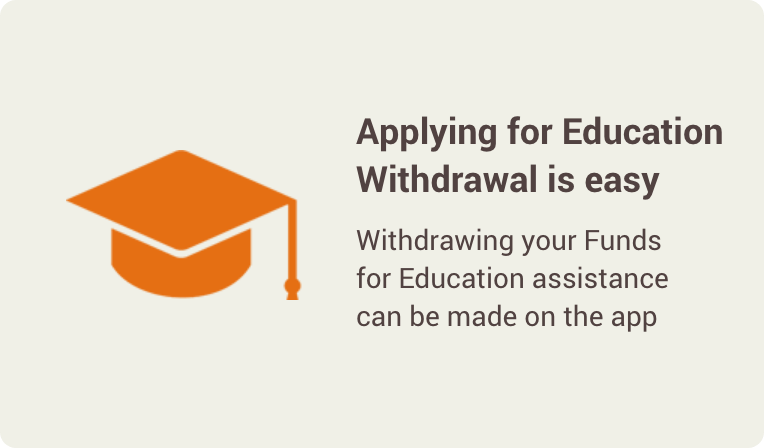 Applying for Education
Withdrawal is easy
Withdrawing your Funds
for Education assistance
can be made on the app